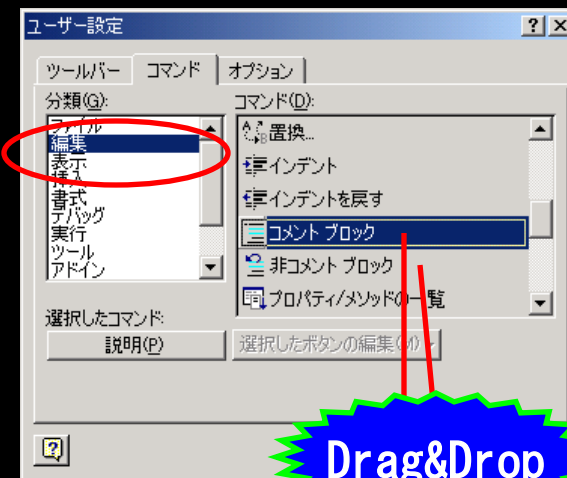 ユーザー設定
ツールバー コマンド オプション
分類(G): コマンド(D):
ファイル
編集
表示
挿入
書式
デバッグ
実行
ツール
アドイン
置換...
インデント
インデントを戻す
コメント ブロック
非コメント ブロック
プロパティ/メソッドの一覧
選択したコマンド:
説明(P) 選択したボタンの編集(M)
Drag&Drop